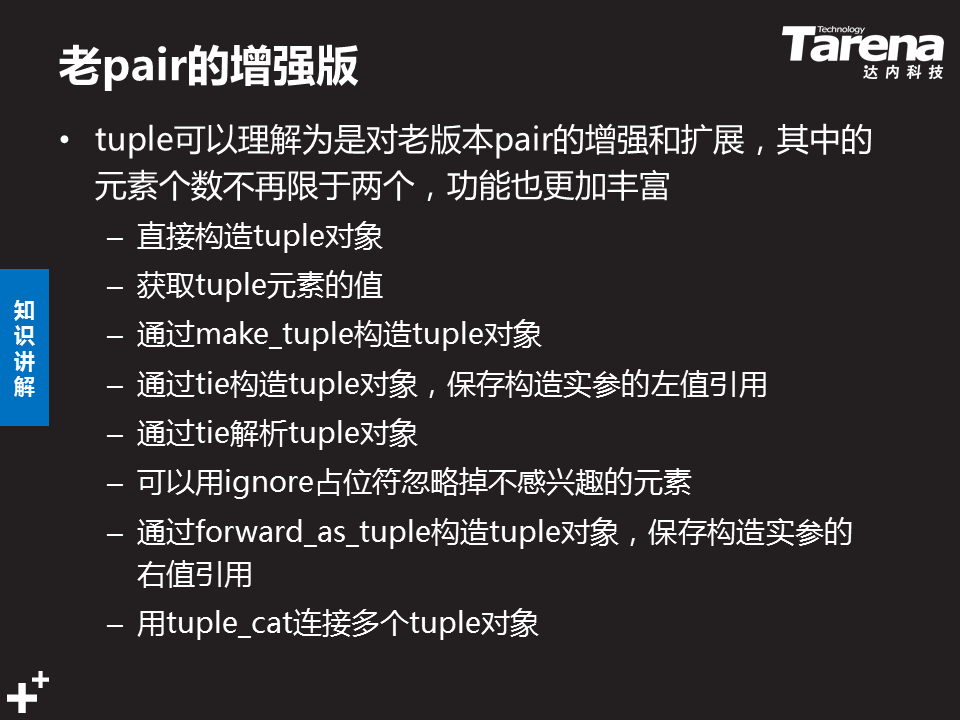 老pair的增强版
Technology
Tarena
达内科技
• tuple可以理解为是对老版本pair的增强和扩展，其中的
元素个数不再限于两个，功能也更加丰富
– 直接构造tuple对象
– 获取tuple元素的值
– 通过make_tuple构造tuple对象
– 通过tie构造tuple对象，保存构造实参的左值引用
– 通过tie解析tuple对象
– 可以用ignore占位符忽略掉不感兴趣的元素
– 通过forward_as_tuple构造tuple对象，保存构造实参的
右值引用
– 用tuple_cat连接多个tuple对象
知识讲解
++